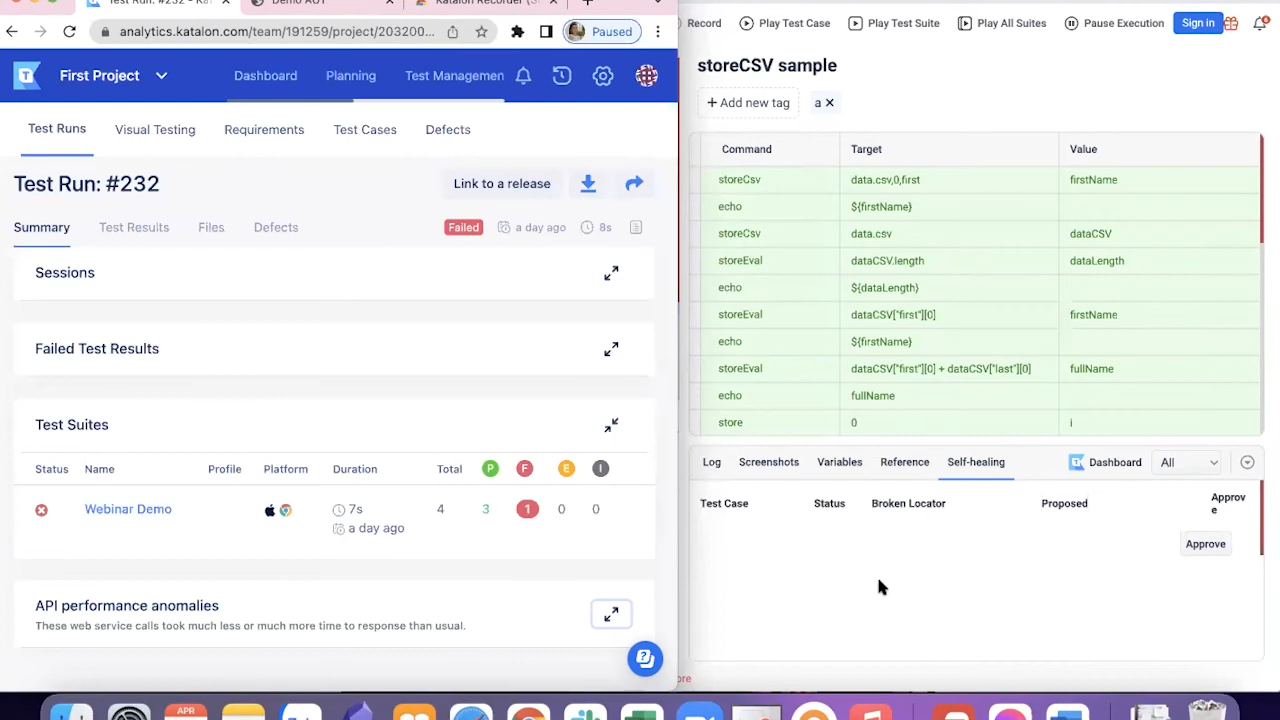 Test Run: #232 - Kat
Demo AUT
Katalon Recorder (S
analytics.katalon.com/team/191259/project/203200...
Paused
First Project
Dashboard
Planning
Test Managemen
Test Runs
Visual Testing
Requirements
Test Cases
Defects
Test Run: #232
Link to a release
Summary
Test Results
Files
Defects
Failed
a day ago
8s
Sessions
Failed Test Results
Test Suites
Status Name Profile Platform Duration Total P F E I
Webinar Demo 7s 4 3 1 0 0
a day ago
API performance anomalies
These web service calls took much less or much more time to response than usual.
Record
Play Test Case
Play Test Suite
Play All Suites
Pause Execution
Sign in
storeCSV sample
+ Add new tag
a ✕
Command Target Value
storeCsv data.csv,0,first firstName
echo ${firstName}
storeCsv data.csv dataCSV
storeEval dataCSV.length dataLength
echo ${dataLength}
storeEval dataCSV["first"][0] firstName
echo ${firstName}
storeEval dataCSV["first"][0] + dataCSV["last"][0] fullName
echo fullName
store 0 i
Log
Screenshots
Variables
Reference
Self-healing
Dashboard
All
Test Case Status Broken Locator Proposed Approv
e
Approve
ore
APR